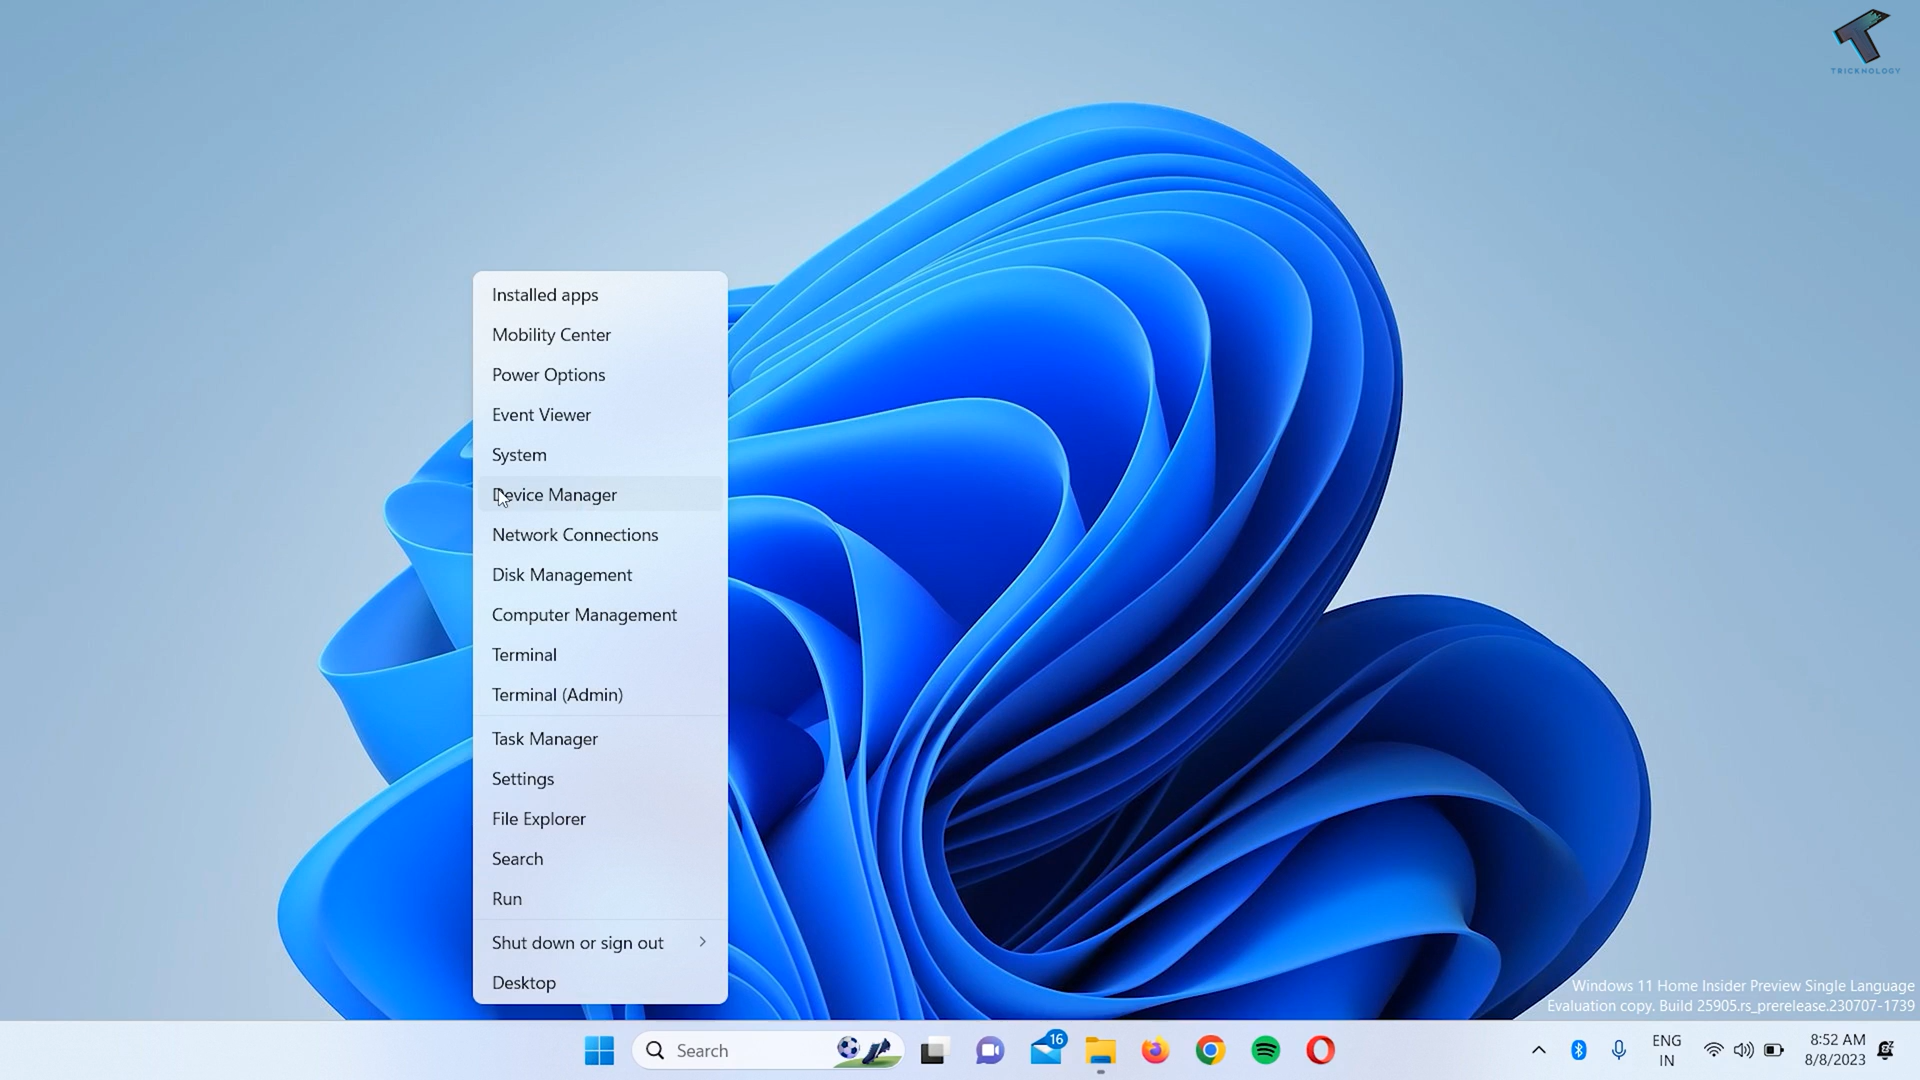 TRICKNOLOGY
Installed apps
Mobility Center
Power Options
Event Viewer
System
Device Manager
Network Connections
Disk Management
Computer Management
Terminal
Terminal (Admin)
Task Manager
Settings
File Explorer
Search
Run
Shut down or sign out
Desktop
Windows 11 Home Insider Preview Single Language
Evaluation copy. Build 25905.rs_prerelease.230707-1739
Search
16
ENG
IN
8:52 AM
8/8/2023